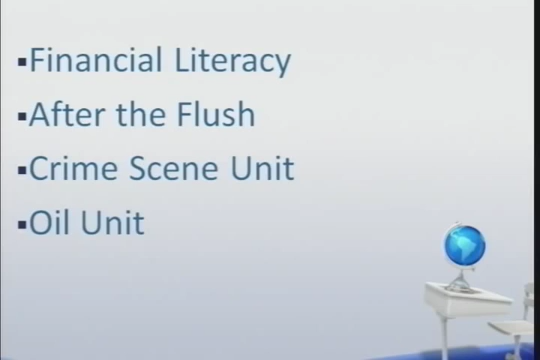 ▪Financial Literacy
▪After the Flush
▪Crime Scene Unit
▪Oil Unit